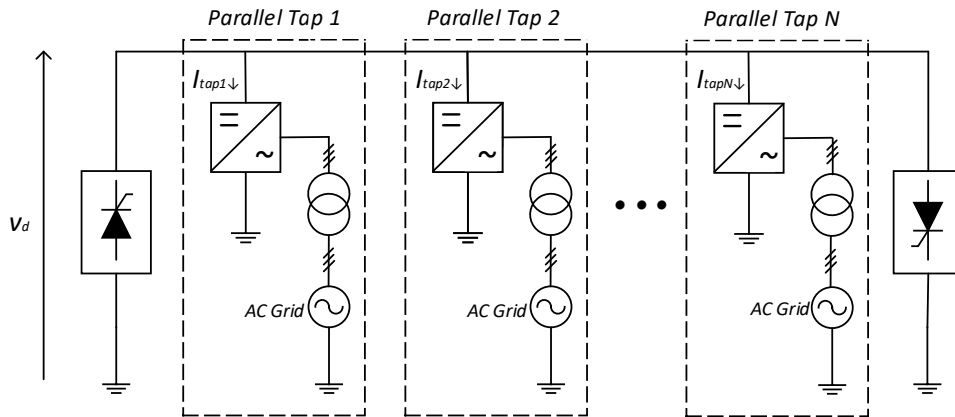 Parallel Tap 1
Parallel Tap 2
Parallel Tap N
Itap1↓
Itap2↓
ItapN↓
~
~
~
vd
• • •
AC Grid
AC Grid
AC Grid